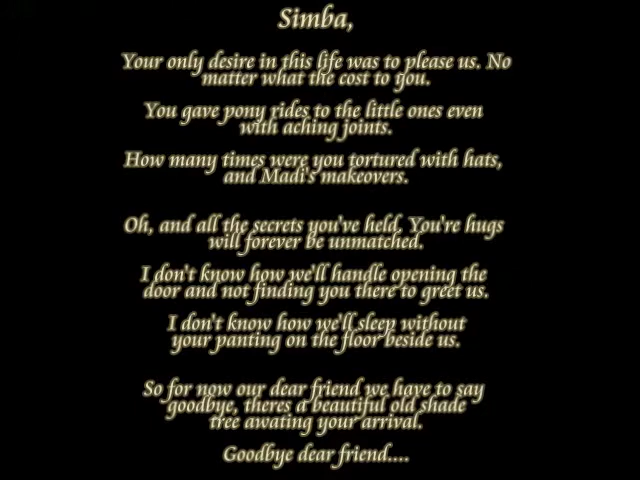 Simba,
Your only desire in this life was to please us. No
matter what the cost to you.
You gave pony rides to the little ones even
with aching joints.
How many times were you tortured with hats,
and Madi's makeovers.
Oh, and all the secrets you've held. You're hugs
will forever be unmatched.
I don't know how we'll handle opening the
door and not finding you there to greet us.
I don't know how we'll sleep without
your panting on the floor beside us.
So for now our dear friend we have to say
goodbye, theres a beautiful old shade
tree awating your arrival.
Goodbye dear friend....